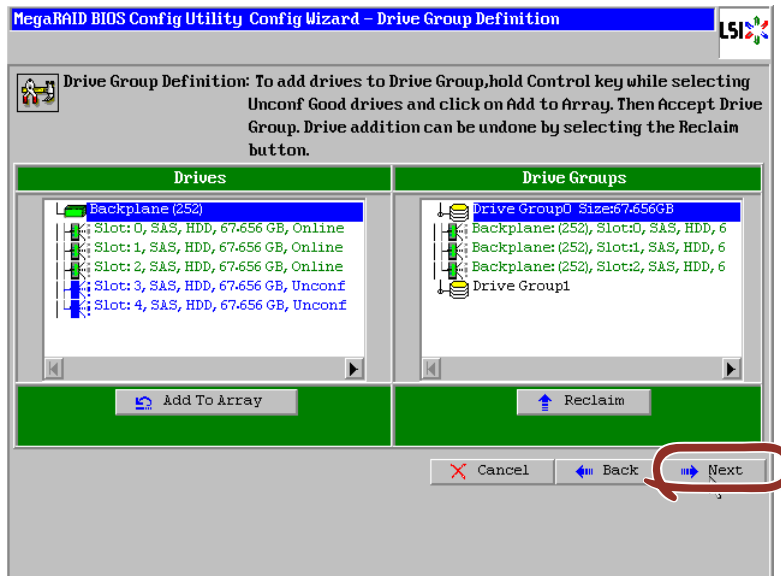 MegaRAID BIOS Config Utility Config Wizard – Drive Group Definition
LSI
Drive Group Definition: To add drives to Drive Group,hold Control key while selecting
Unconf Good drives and click on Add to Array. Then Accept Drive
Group. Drive addition can be undone by selecting the Reclaim
button.
Drives
Backplane (252)
Slot: 0, SAS, HDD, 67.656 GB, Online
Slot: 1, SAS, HDD, 67.656 GB, Online
Slot: 2, SAS, HDD, 67.656 GB, Online
Slot: 3, SAS, HDD, 67.656 GB, Unconf
Slot: 4, SAS, HDD, 67.656 GB, Unconf
Add To Array
Drive Groups
Drive Group0 Size:67.656GB
Backplane: (252), Slot:0, SAS, HDD, 6
Backplane: (252), Slot:1, SAS, HDD, 6
Backplane: (252), Slot:2, SAS, HDD, 6
Drive Group1
Reclaim
Cancel
Back
Next